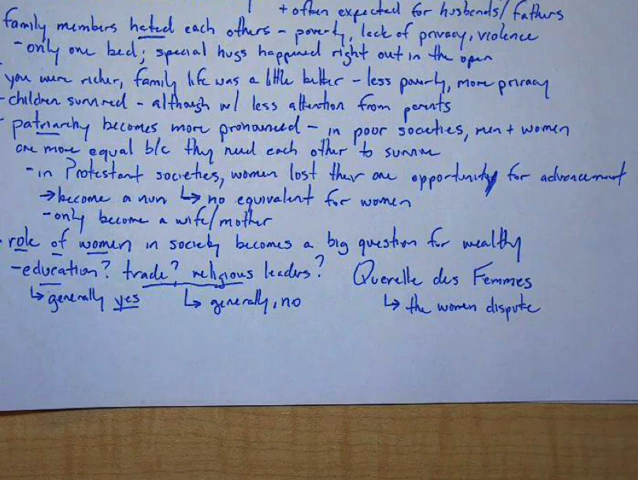 + often expected for husbands/fathers
family members hated each others - poverty, lack of privacy, violence
- only one bed; special hugs happened right out in the open
you were richer, family life was a little better - less poverty, more privacy
- children survived - although w/ less attention from parents
- patriarchy becomes more pronounced - in poor societies, men + women
are more equal b/c they need each other to survive
- in Protestant societies, women lost their one opportunity for advancement
→ become a nun ↳ no equivalent for women
- only become a wife/mother
- role of women in society becomes a big question for wealthy
- education? trade? religious leaders? Querelle des Femmes
↳ generally yes ↳ generally, no ↳ the women dispute